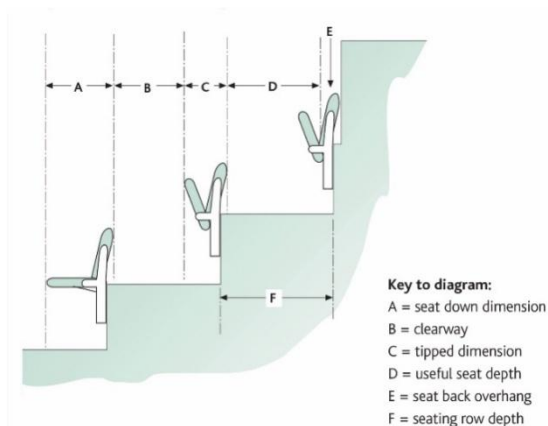 E
A B C D
F
Key to diagram:
A = seat down dimension
B = clearway
C = tipped dimension
D = useful seat depth
E = seat back overhang
F = seating row depth